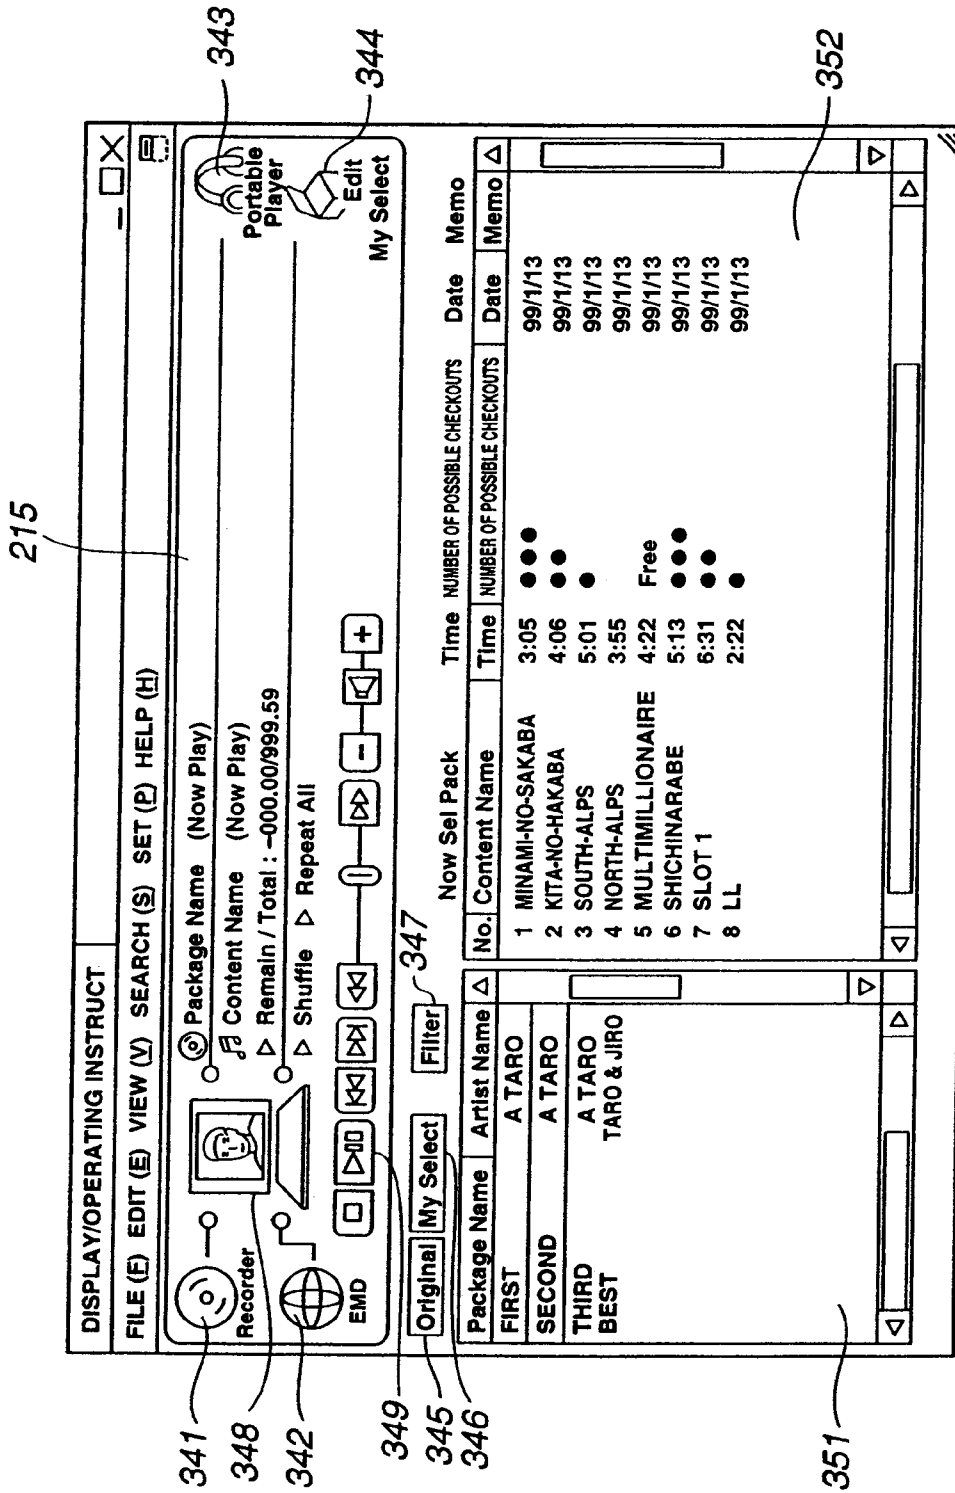 215
DISPLAY/OPERATING INSTRUCT
FILE (F) EDIT (E) VIEW (V) SEARCH (S) SET (P) HELP (H)
341
Recorder
348
342
EMD
Package Name (Now Play)
Content Name (Now Play)
Remain / Total : –000.00/999.59
Shuffle Repeat All
Portable
Player
343
Edit
344
My Select
349
345
Original
346
My Select
Filter
347
Now Sel Pack Time NUMBER OF POSSIBLE CHECKOUTS Date Memo
Package Name Artist Name
FIRST A TARO
SECOND A TARO
THIRD A TARO
BEST TARO & JIRO
351
No. Content Name Time NUMBER OF POSSIBLE CHECKOUTS Date Memo
1 MINAMI-NO-SAKABA 3:05 ●●● 99/1/13
2 KITA-NO-HAKABA 4:06 ●● 99/1/13
3 SOUTH-ALPS 5:01 ● 99/1/13
4 NORTH-ALPS 3:55 99/1/13
5 MULTIMILLIONAIRE 4:22 Free 99/1/13
6 SHICHINARABE 5:13 ●●● 99/1/13
7 SLOT 1 6:31 ●● 99/1/13
8 LL 2:22 ● 99/1/13
352